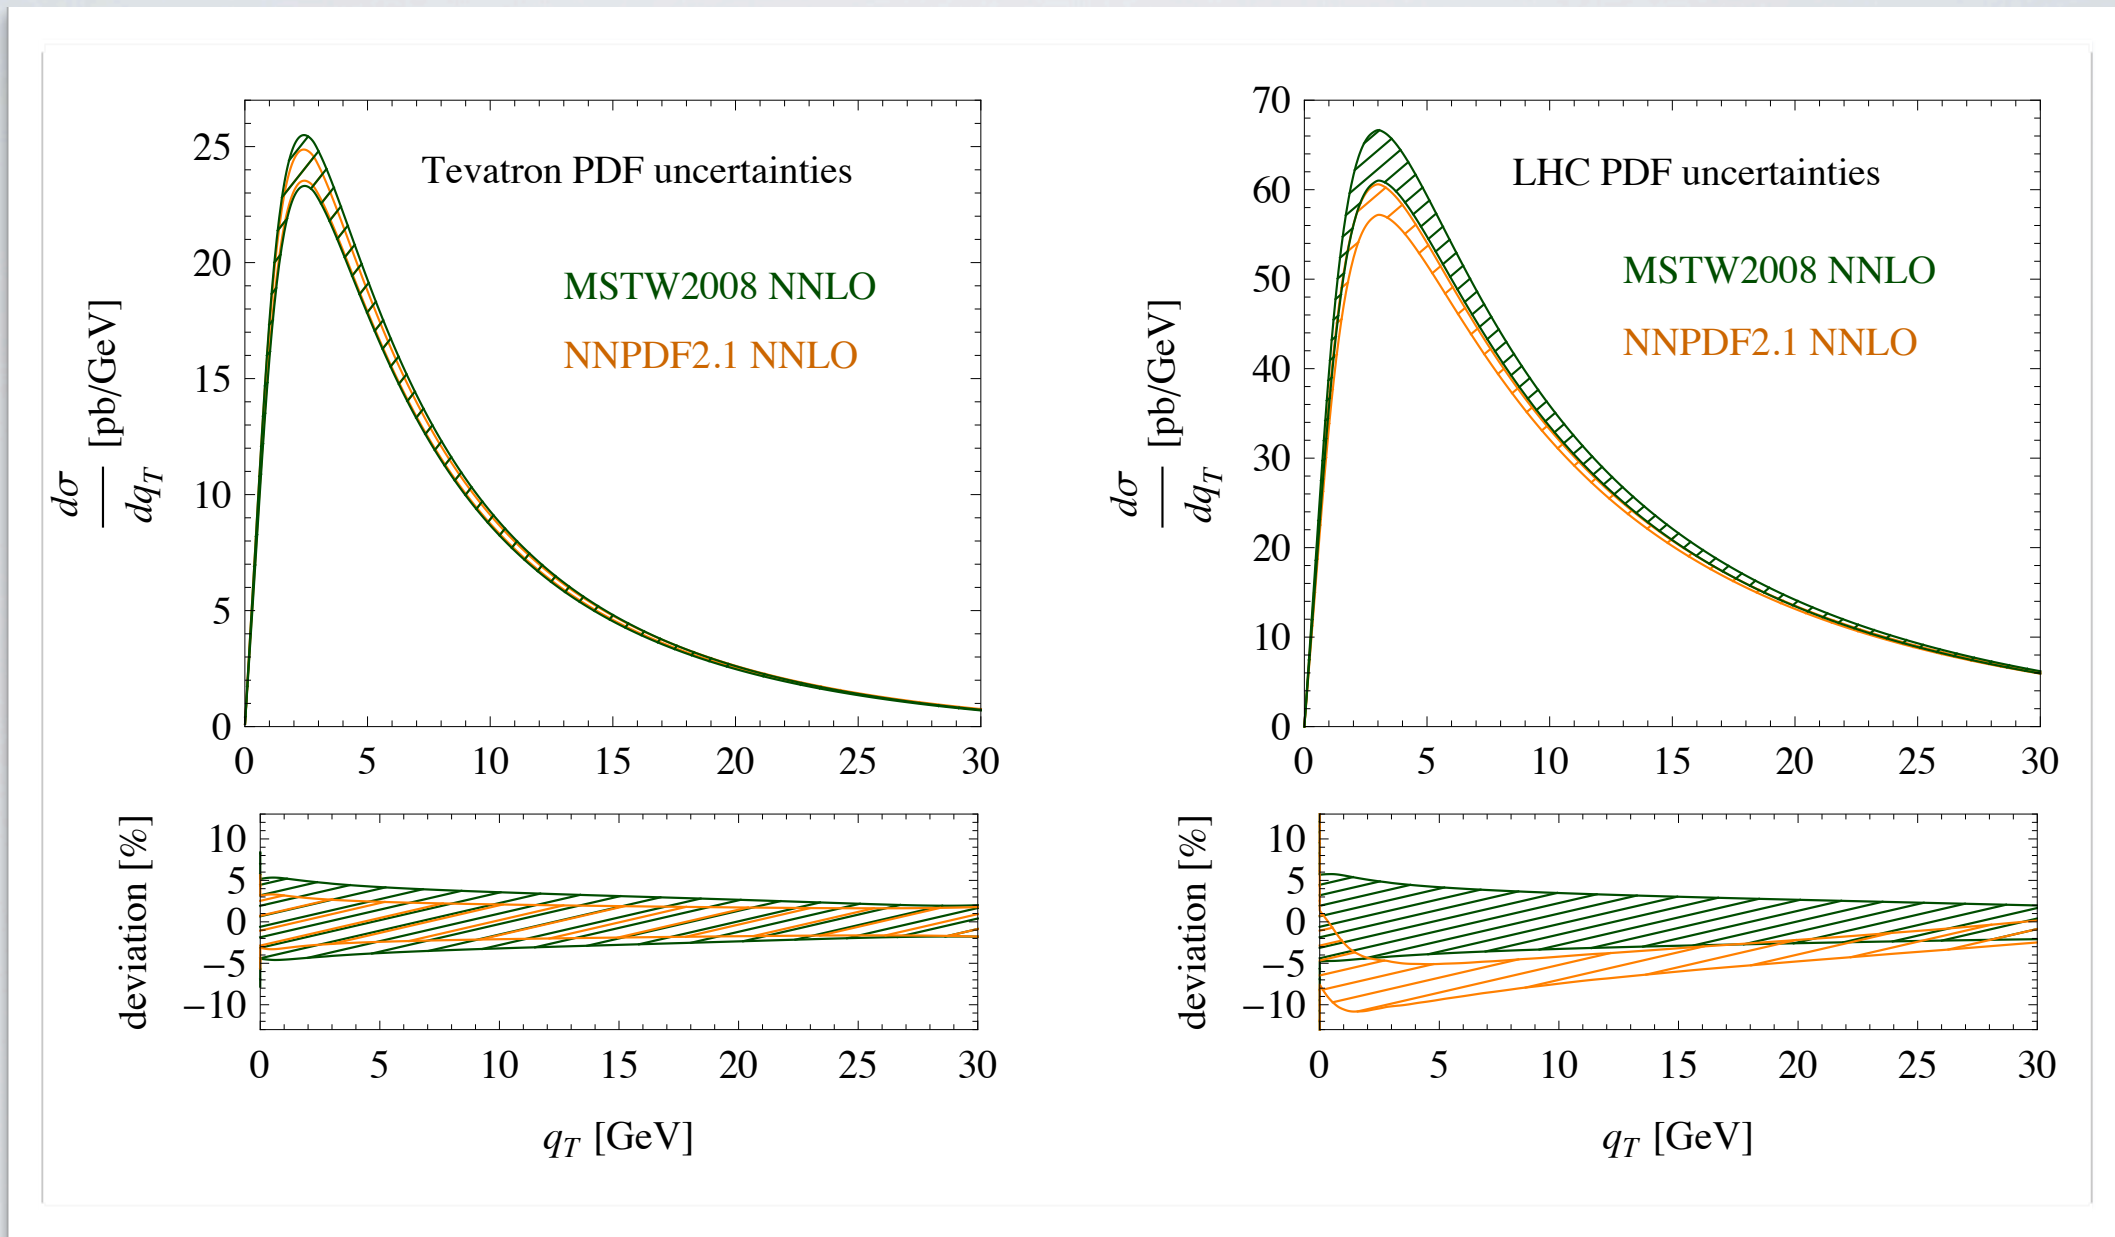 Tevatron PDF uncertainties
MSTW2008 NNLO
NNPDF2.1 NNLO
25
20
15
10
5
0
dσ
dq_T
[pb/GeV]
0 5 10 15 20 25 30
deviation [%]
10
5
0
−5
−10
0 5 10 15 20 25 30
q_T [GeV]
LHC PDF uncertainties
MSTW2008 NNLO
NNPDF2.1 NNLO
70
60
50
40
30
20
10
0
dσ
dq_T
[pb/GeV]
0 5 10 15 20 25 30
deviation [%]
10
5
0
−5
−10
0 5 10 15 20 25 30
q_T [GeV]